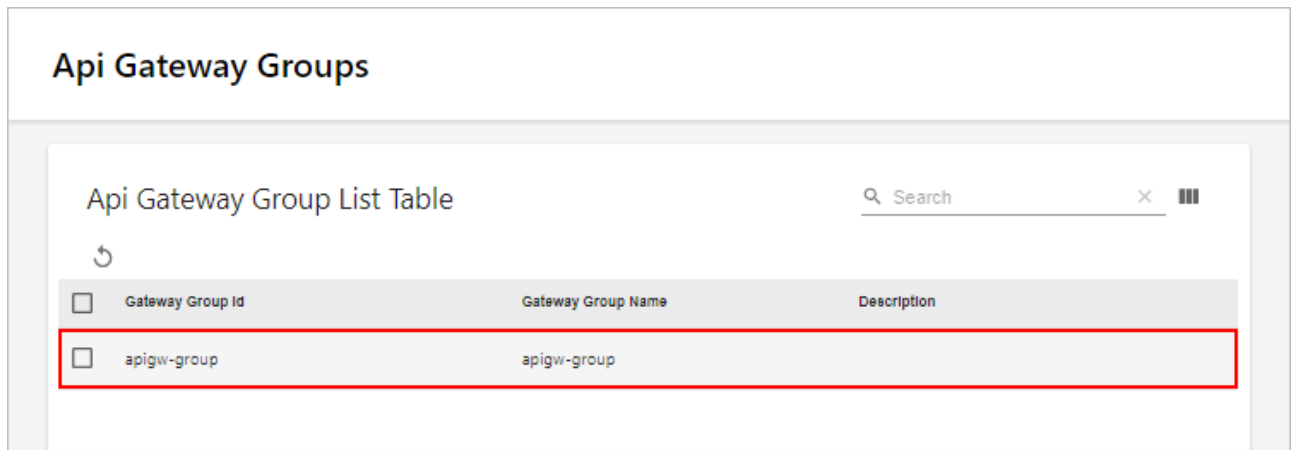 Api Gateway Groups
Api Gateway Group List Table
Search
Gateway Group Id Gateway Group Name Description
apigw-group apigw-group